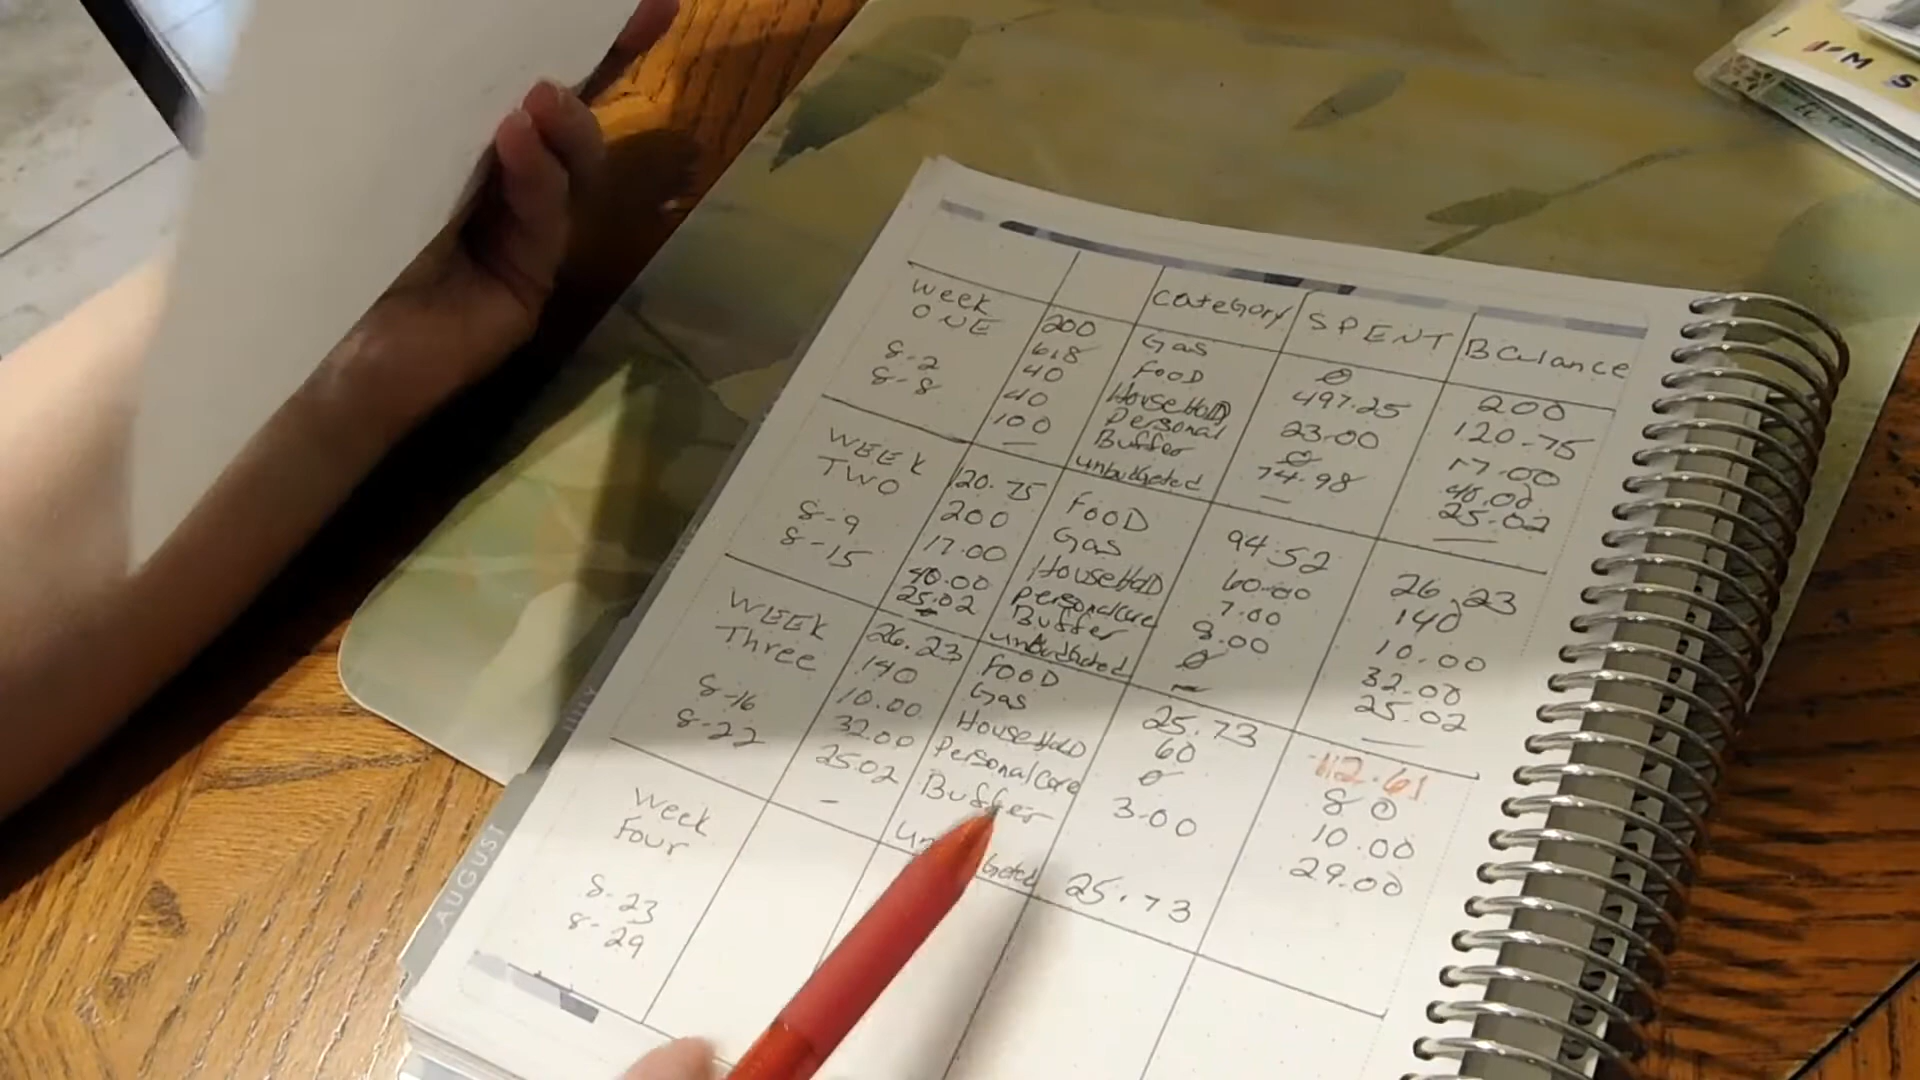 Category SPENT Balance
Week ONE
8-2
8-8
200 Gas Ø 200
618 FOOD 497.25 120.75
40 HouseHOLD 23.00 17.00
40 Personal Ø 40.00
100 Buffer 74.98 25.02
— unbudgeted — —
WEEK TWO
8-9
8-15
120.75 FOOD 94.52 26.23
200 Gas 60.00 140
17.00 HouseHolD 7.00 10.00
40.00 personalcare 8.00 32.00
25.02 Buffer Ø 25.02
unbudgeted — —
WEEK Three
8-16
8-22
26.23 FOOD 25.73
140 Gas 60 80
10.00 HouseHolD Ø 10.00
32.00 Personalcare 3.00 29.00
25.02 Buffer
— geted 25.73
Week Four
8-23
8-29
AUGUST
JULY
I M S